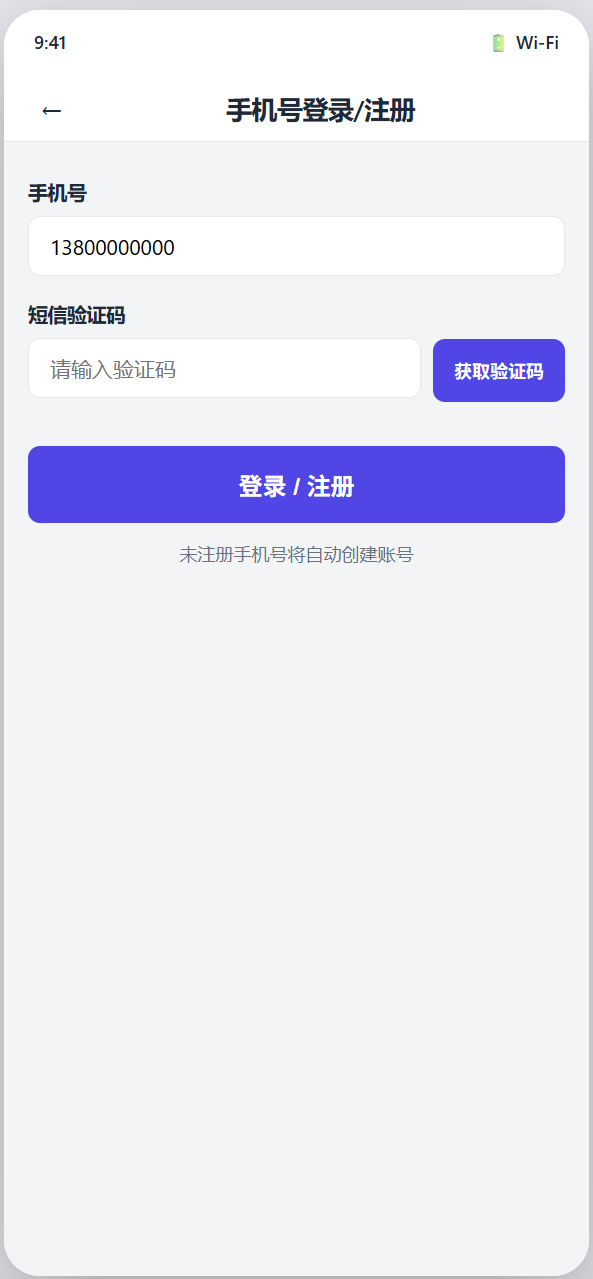 9:41 Wi-Fi
← 手机号登录/注册
手机号
13800000000
短信验证码
请输入验证码 获取验证码
登录 / 注册
未注册手机号将自动创建账号